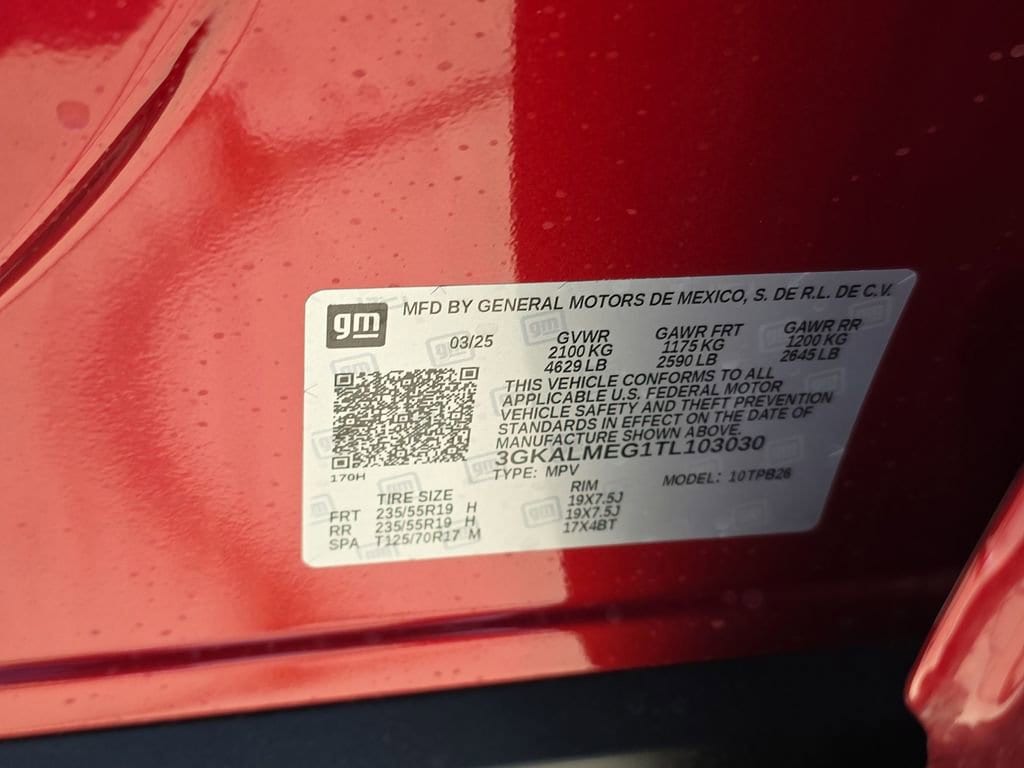 gm MFD BY GENERAL MOTORS DE MEXICO, S. DE R.L. DE C.V.
03/25 GVWR GAWR FRT GAWR RR
2100 KG 1175 KG 1200 KG
4629 LB 2590 LB 2645 LB
THIS VEHICLE CONFORMS TO ALL
APPLICABLE U.S. FEDERAL MOTOR
VEHICLE SAFETY AND THEFT PREVENTION
STANDARDS IN EFFECT ON THE DATE OF
MANUFACTURE SHOWN ABOVE.
3GKALMEG1TL103030
170H TYPE: MPV MODEL: 10TPB26
TIRE SIZE RIM
FRT 235/55R19 H 19X7.5J
RR 235/55R19 H 19X7.5J
SPA T125/70R17 M 17X4BT